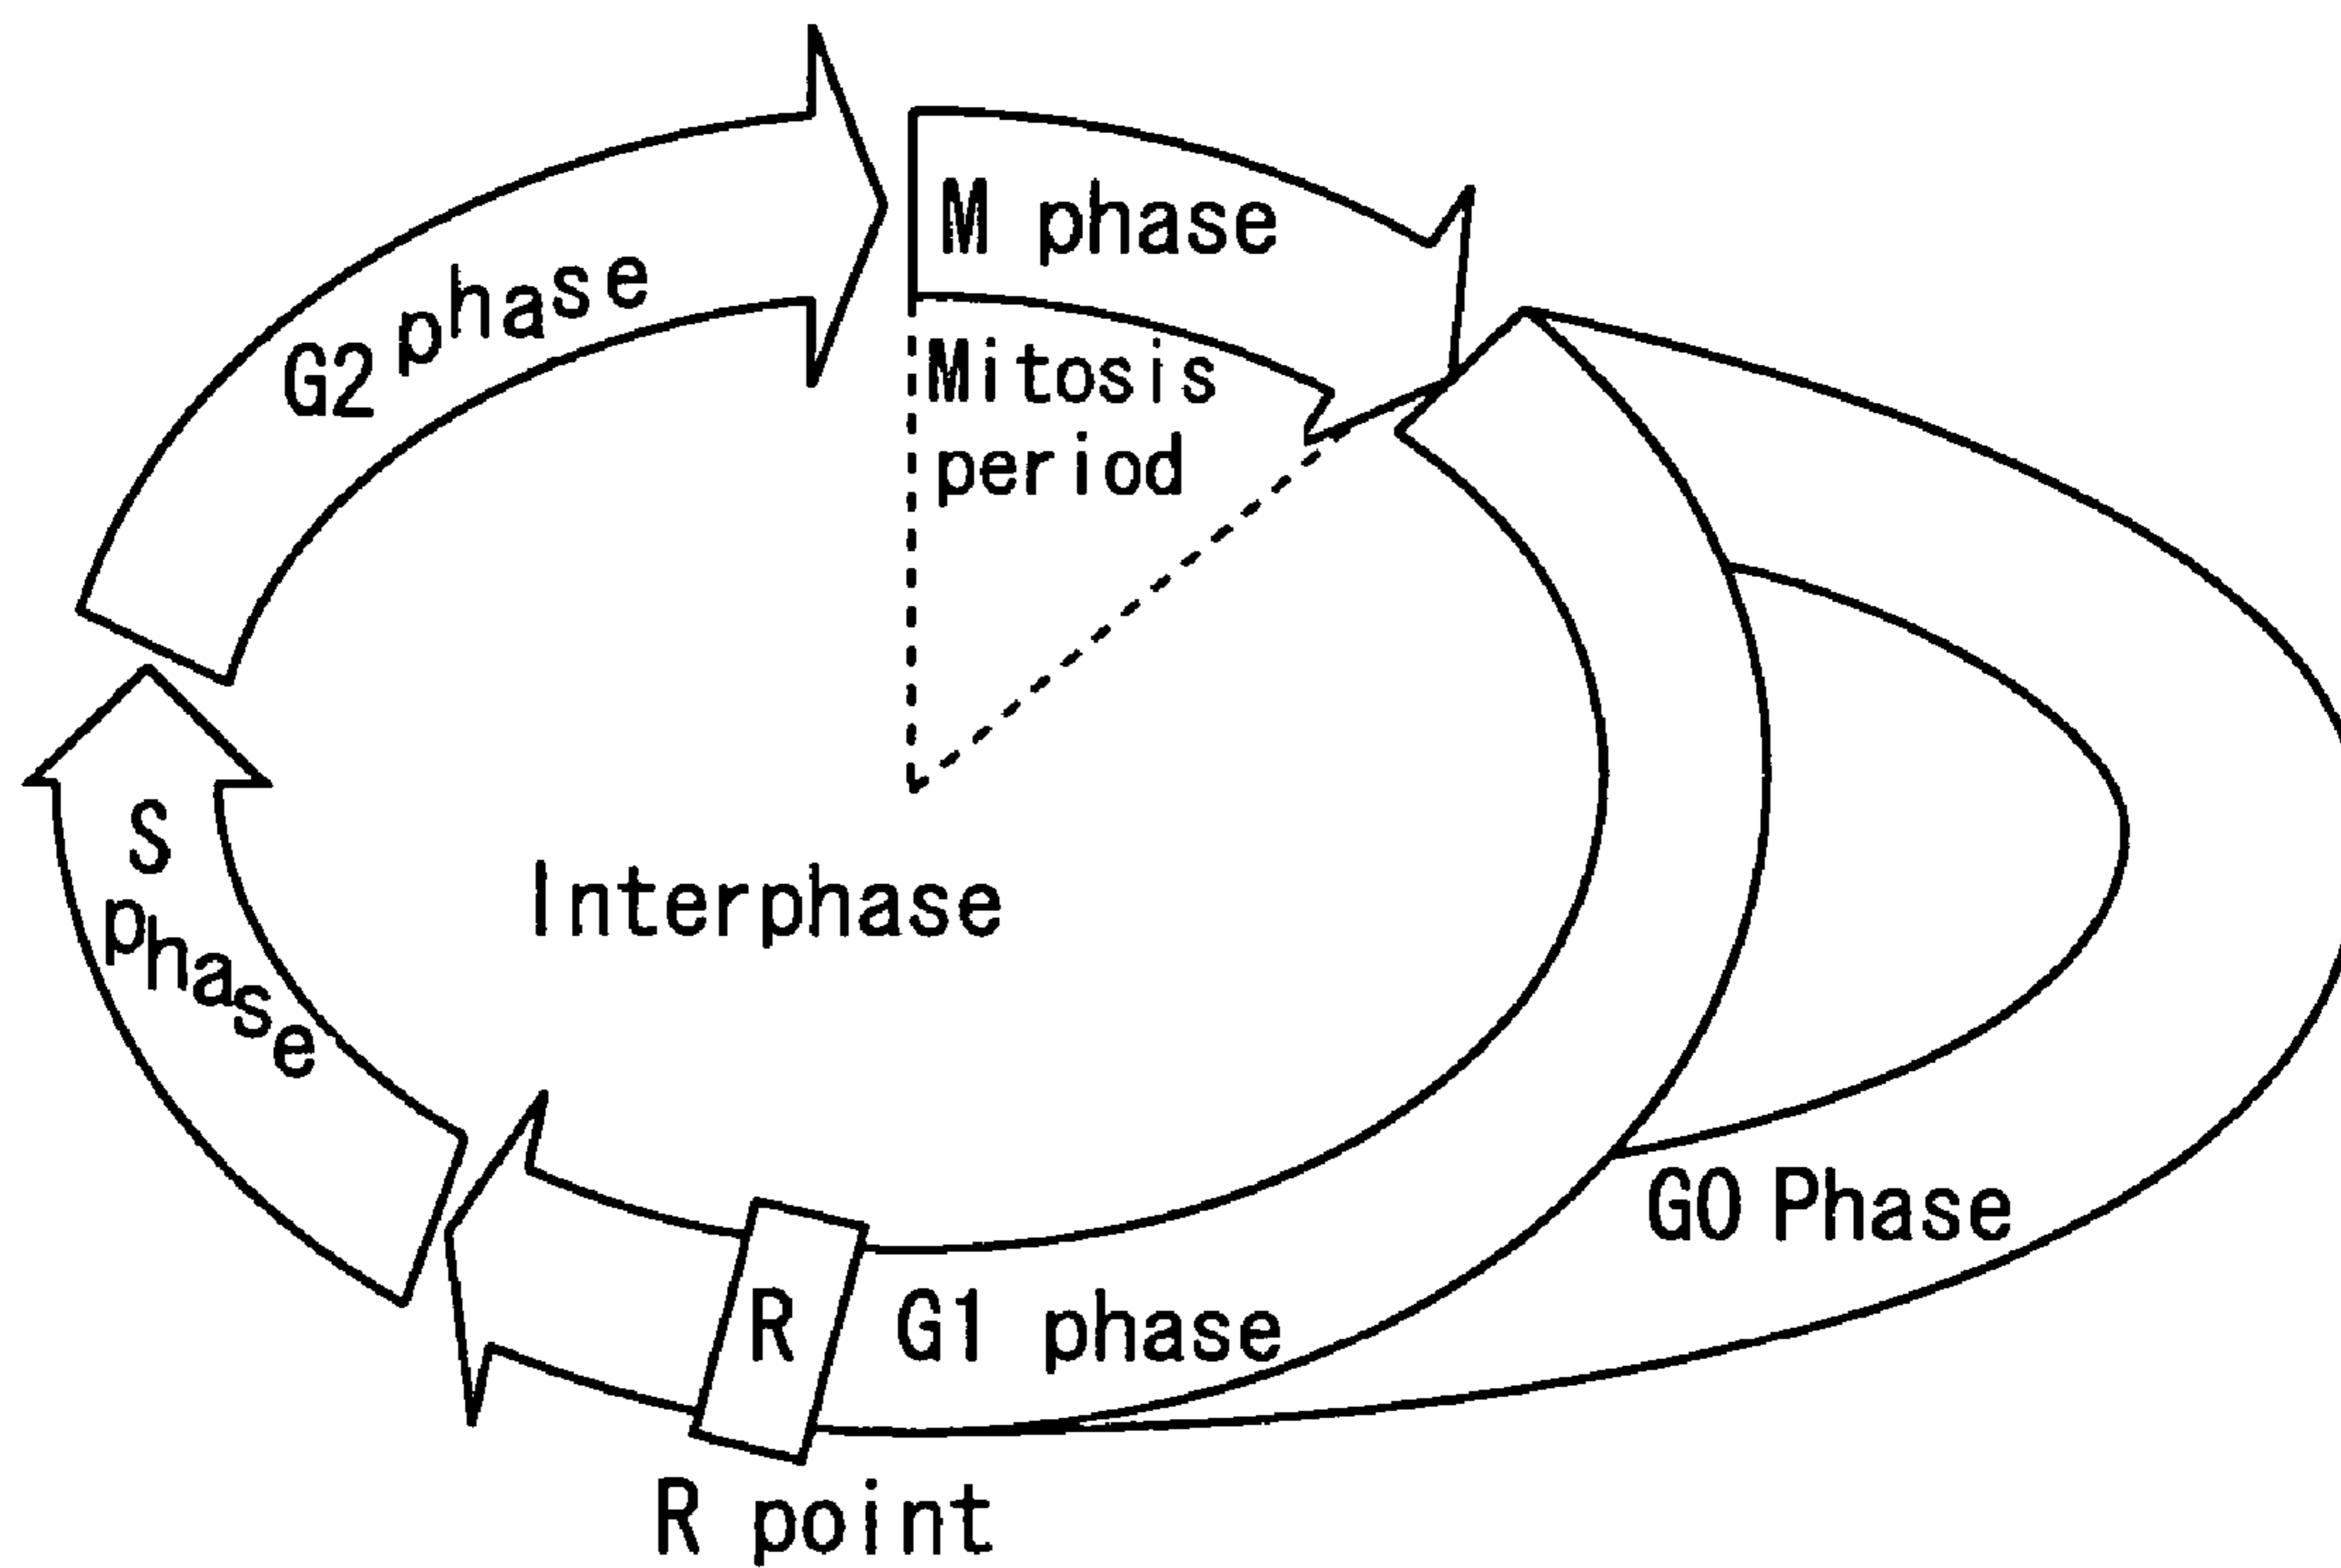 M phase
G2 phase
Mitosis
period
S phase
Interphase
G0 Phase
R
G1 phase
R point